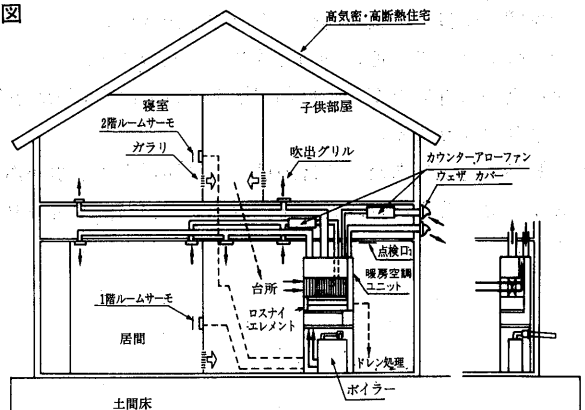 図
高気密・高断熱住宅
寝室
子供部屋
2階ルームサーモ
ガラリ
吹出グリル
カウンターアローファン
ウェザ カバー
点検口
台所
暖房空調
ユニット
ロスナイ
エレメント
1階ルームサーモ
居間
ドレン処理
ボイラー
土間床